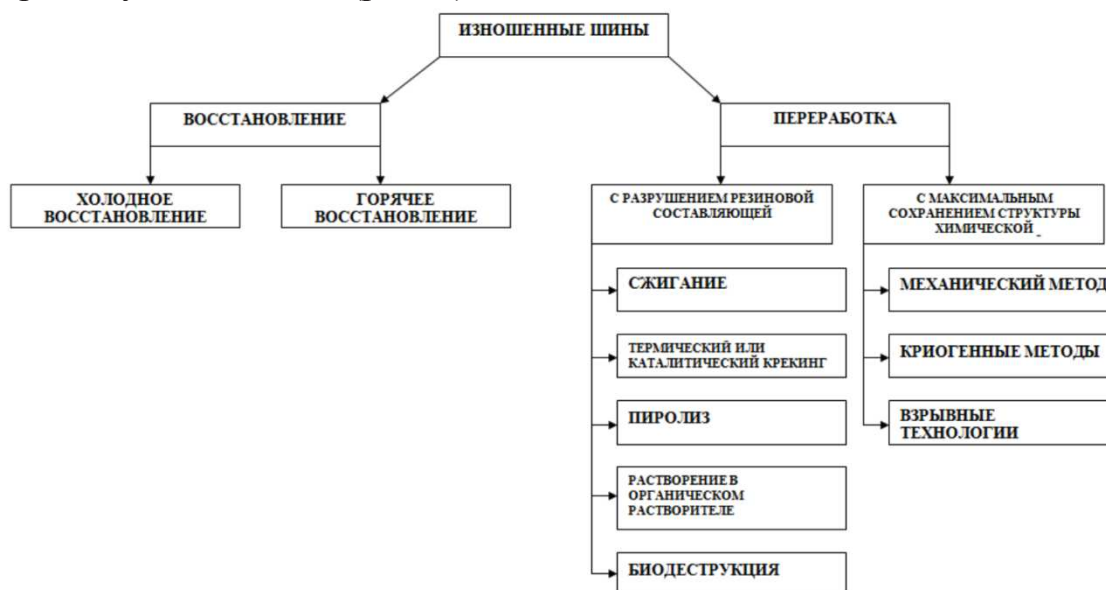 ИЗНОШЕННЫЕ ШИНЫ
ВОССТАНОВЛЕНИЕ
ПЕРЕРАБОТКА
ХОЛОДНОЕ
ВОССТАНОВЛЕНИЕ
ГОРЯЧЕЕ
ВОССТАНОВЛЕНИЕ
С РАЗРУШЕНИЕМ РЕЗИНОВОЙ
СОСТАВЛЯЮЩЕЙ
С МАКСИМАЛЬНЫМ
СОХРАНЕНИЕМ СТРУКТУРЫ
ХИМИЧЕСКОЙ _
СЖИГАНИЕ
ТЕРМИЧЕСКИЙ ИЛИ
КАТАЛИТИЧЕСКИЙ КРЕКИНГ
ПИРОЛИЗ
РАСТВОРЕНИЕ В
ОРГАНИЧЕСКОМ
РАСТВОРИТЕЛЕ
БИОДЕСТРУКЦИЯ
МЕХАНИЧЕСКИЙ МЕТОД
КРИОГЕННЫЕ МЕТОДЫ
ВЗРЫВНЫЕ
ТЕХНОЛОГИИ